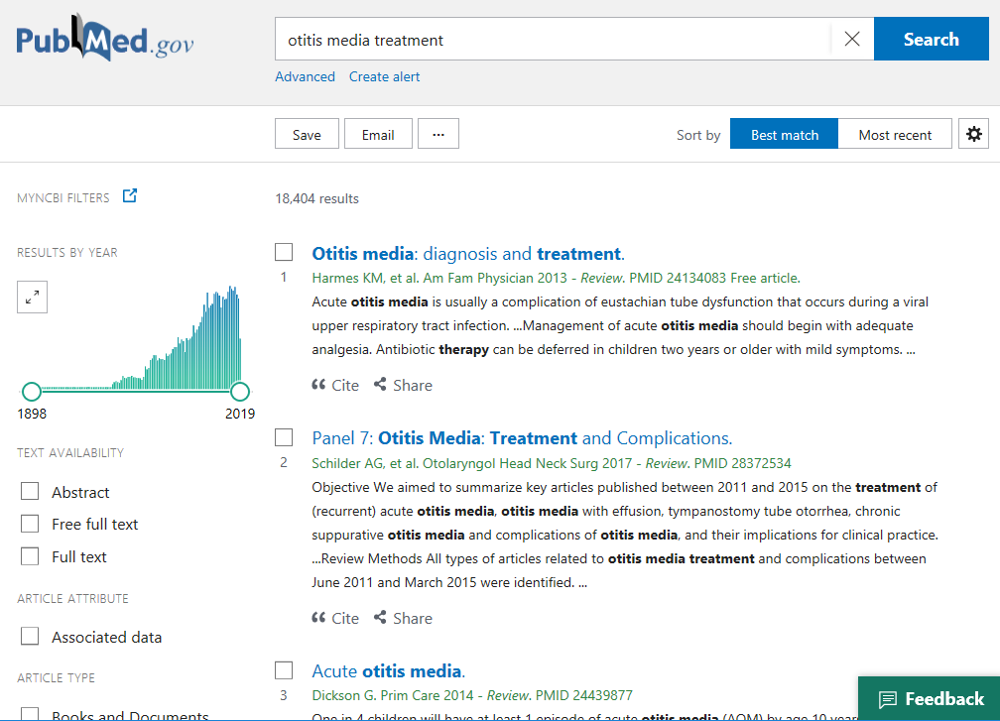 PubMed.gov
otitis media treatment
Search
Advanced Create alert
Save Email ... Sort by Best match Most recent
MYNCBI FILTERS
18,404 results
RESULTS BY YEAR
1898 2019
TEXT AVAILABILITY
Abstract
Free full text
Full text
ARTICLE ATTRIBUTE
Associated data
ARTICLE TYPE
Books and Documents
Otitis media: diagnosis and treatment.
1 Harmes KM, et al. Am Fam Physician 2013 - Review. PMID 24134083 Free article.
Acute otitis media is usually a complication of eustachian tube dysfunction that occurs during a viral
upper respiratory tract infection. ...Management of acute otitis media should begin with adequate
analgesia. Antibiotic therapy can be deferred in children two years or older with mild symptoms. ...
Cite Share
Panel 7: Otitis Media: Treatment and Complications.
2 Schilder AG, et al. Otolaryngol Head Neck Surg 2017 - Review. PMID 28372534
Objective We aimed to summarize key articles published between 2011 and 2015 on the treatment of
(recurrent) acute otitis media, otitis media with effusion, tympanostomy tube otorrhea, chronic
suppurative otitis media and complications of otitis media, and their implications for clinical practice.
...Review Methods All types of articles related to otitis media treatment and complications between
June 2011 and March 2015 were identified. ...
Cite Share
Acute otitis media.
3 Dickson G. Prim Care 2014 - Review. PMID 24439877
One in 4 children will have at least 1 episode of acute otitis media (AOM) by age 10 years
Feedback